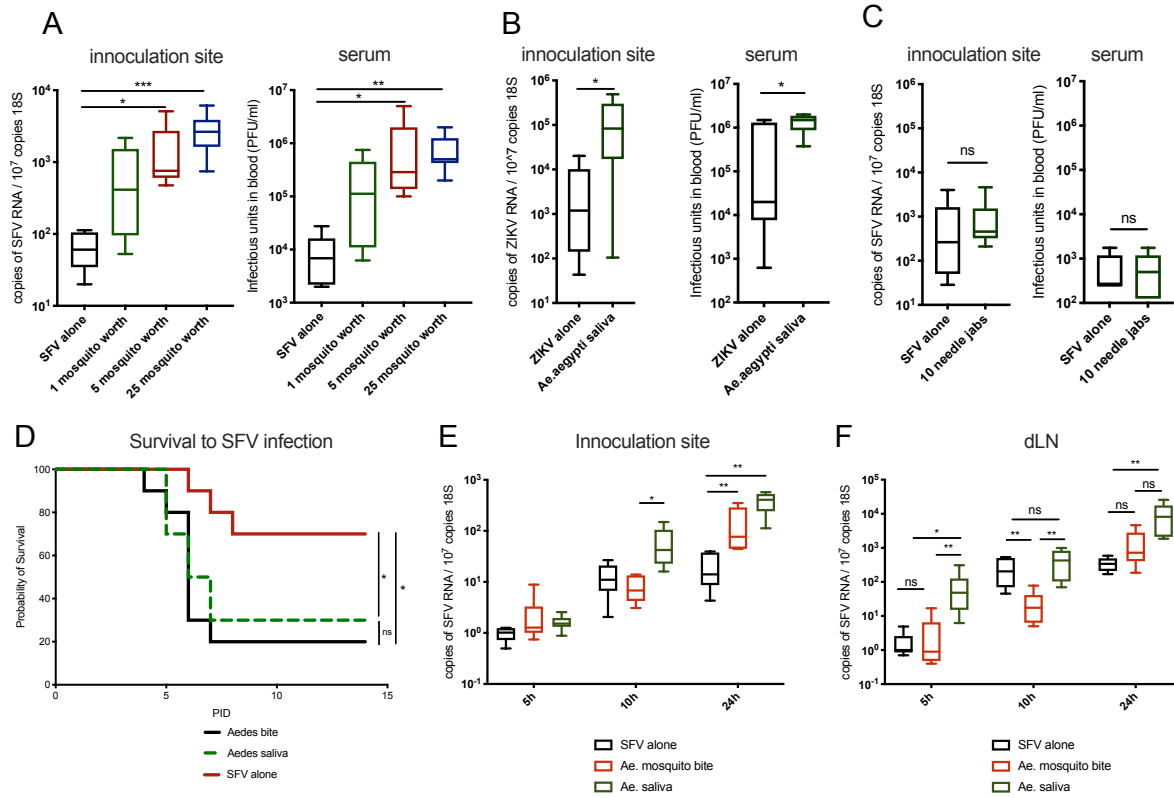 A
innoculation site
serum
copies of SFV RNA / 10⁷ copies 18S
10⁴
10³
10²
10¹
***
*
SFV alone
1 mosquito worth
5 mosquito worth
25 mosquito worth
Infectious units in blood (PFU/ml)
10⁷
10⁶
10⁵
10⁴
10³
**
*
SFV alone
1 mosquito worth
5 mosquito worth
25 mosquito worth
B
innoculation site
serum
copies of ZIKV RNA / 10^7 copies 18S
10⁶
10⁵
10⁴
10³
10²
10¹
*
ZIKV alone
Ae.aegypti saliva
Infectious units in blood (PFU/ml)
10⁷
10⁶
10⁵
10⁴
10³
10²
*
ZIKV alone
Ae.aegypti saliva
C
innoculation site
serum
copies of SFV RNA / 10⁷ copies 18S
10⁶
10⁵
10⁴
10³
10²
10¹
ns
SFV alone
10 needle jabs
Infectious units in blood (PFU/ml)
10⁷
10⁶
10⁵
10⁴
10³
10²
ns
SFV alone
10 needle jabs
D
Survival to SFV infection
Probability of Survival
100
80
60
40
20
0
0
5
10
15
*
*
ns
PID
Aedes bite
Aedes saliva
SFV alone
E
Innoculation site
copies of SFV RNA / 10⁷ copies 18S
10³
10²
10¹
10⁰
10⁻¹
*
**
**
5h
10h
24h
SFV alone
Ae. mosquito bite
Ae. saliva
F
dLN
copies of SFV RNA / 10⁷ copies 18S
10⁵
10⁴
10³
10²
10¹
10⁰
10⁻¹
*
ns
**
ns
**
**
**
ns
ns
5h
10h
24h
SFV alone
Ae. mosquito bite
Ae. saliva